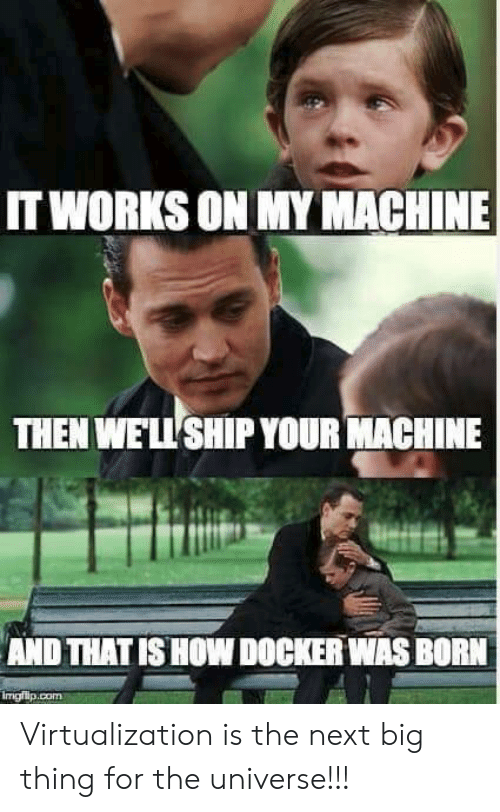 IT WORKS ON MY MACHINE
THEN WE'LL SHIP YOUR MACHINE
AND THAT IS HOW DOCKER WAS BORN
imgflip.com
Virtualization is the next big
thing for the universe!!!